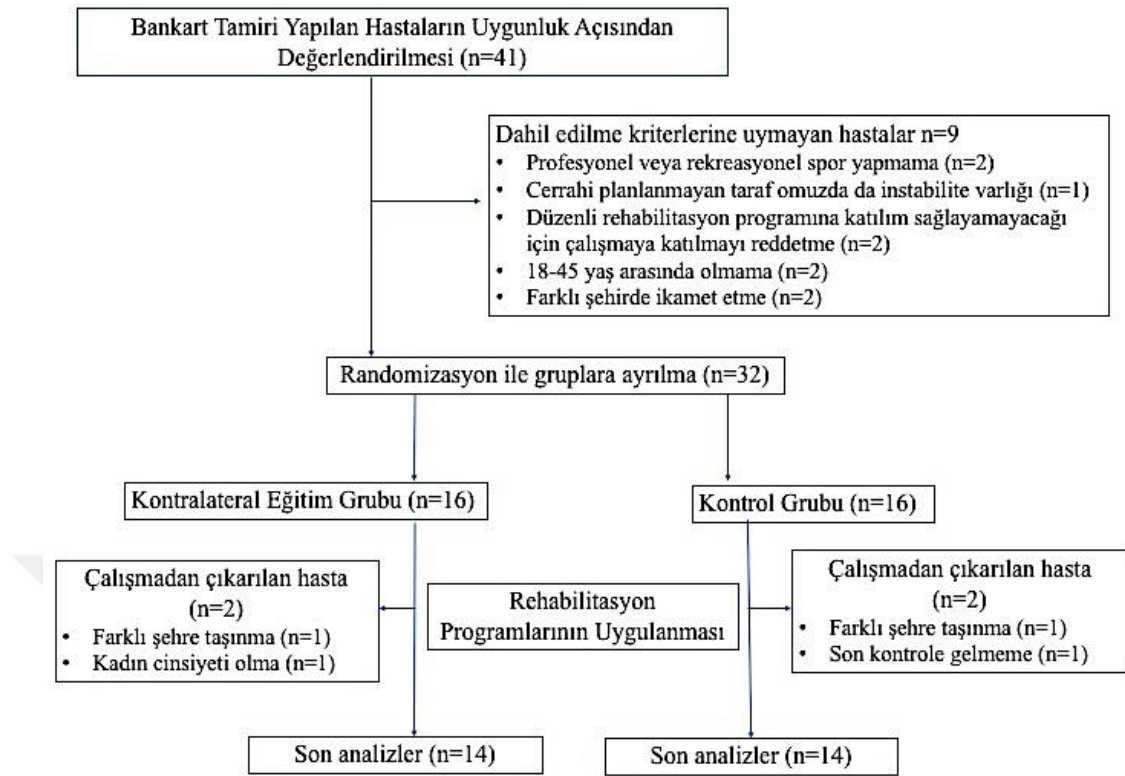 Bankart Tamiri Yapılan Hastaların Uygunluk Açısından
Değerlendirilmesi (n=41)
Dahil edilme kriterlerine uymayan hastalar n=9
• Profesyonel veya rekreasyonel spor yapmama (n=2)
• Cerrahi planlanmayan taraf omuzda da instabilite varlığı (n=1)
• Düzenli rehabilitasyon programına katılım sağlayamayacağı
için çalışmaya katılmayı reddetme (n=2)
• 18-45 yaş arasında olmama (n=2)
• Farklı şehirde ikamet etme (n=2)
Randomizasyon ile gruplara ayrılma (n=32)
Kontralateral Eğitim Grubu (n=16)
Kontrol Grubu (n=16)
Çalışmadan çıkarılan hasta
(n=2)
• Farklı şehre taşınma (n=1)
• Kadın cinsiyeti olma (n=1)
Rehabilitasyon
Programlarının Uygulanması
Çalışmadan çıkarılan hasta
(n=2)
• Farklı şehre taşınma (n=1)
• Son kontrole gelmeme (n=1)
Son analizler (n=14)
Son analizler (n=14)